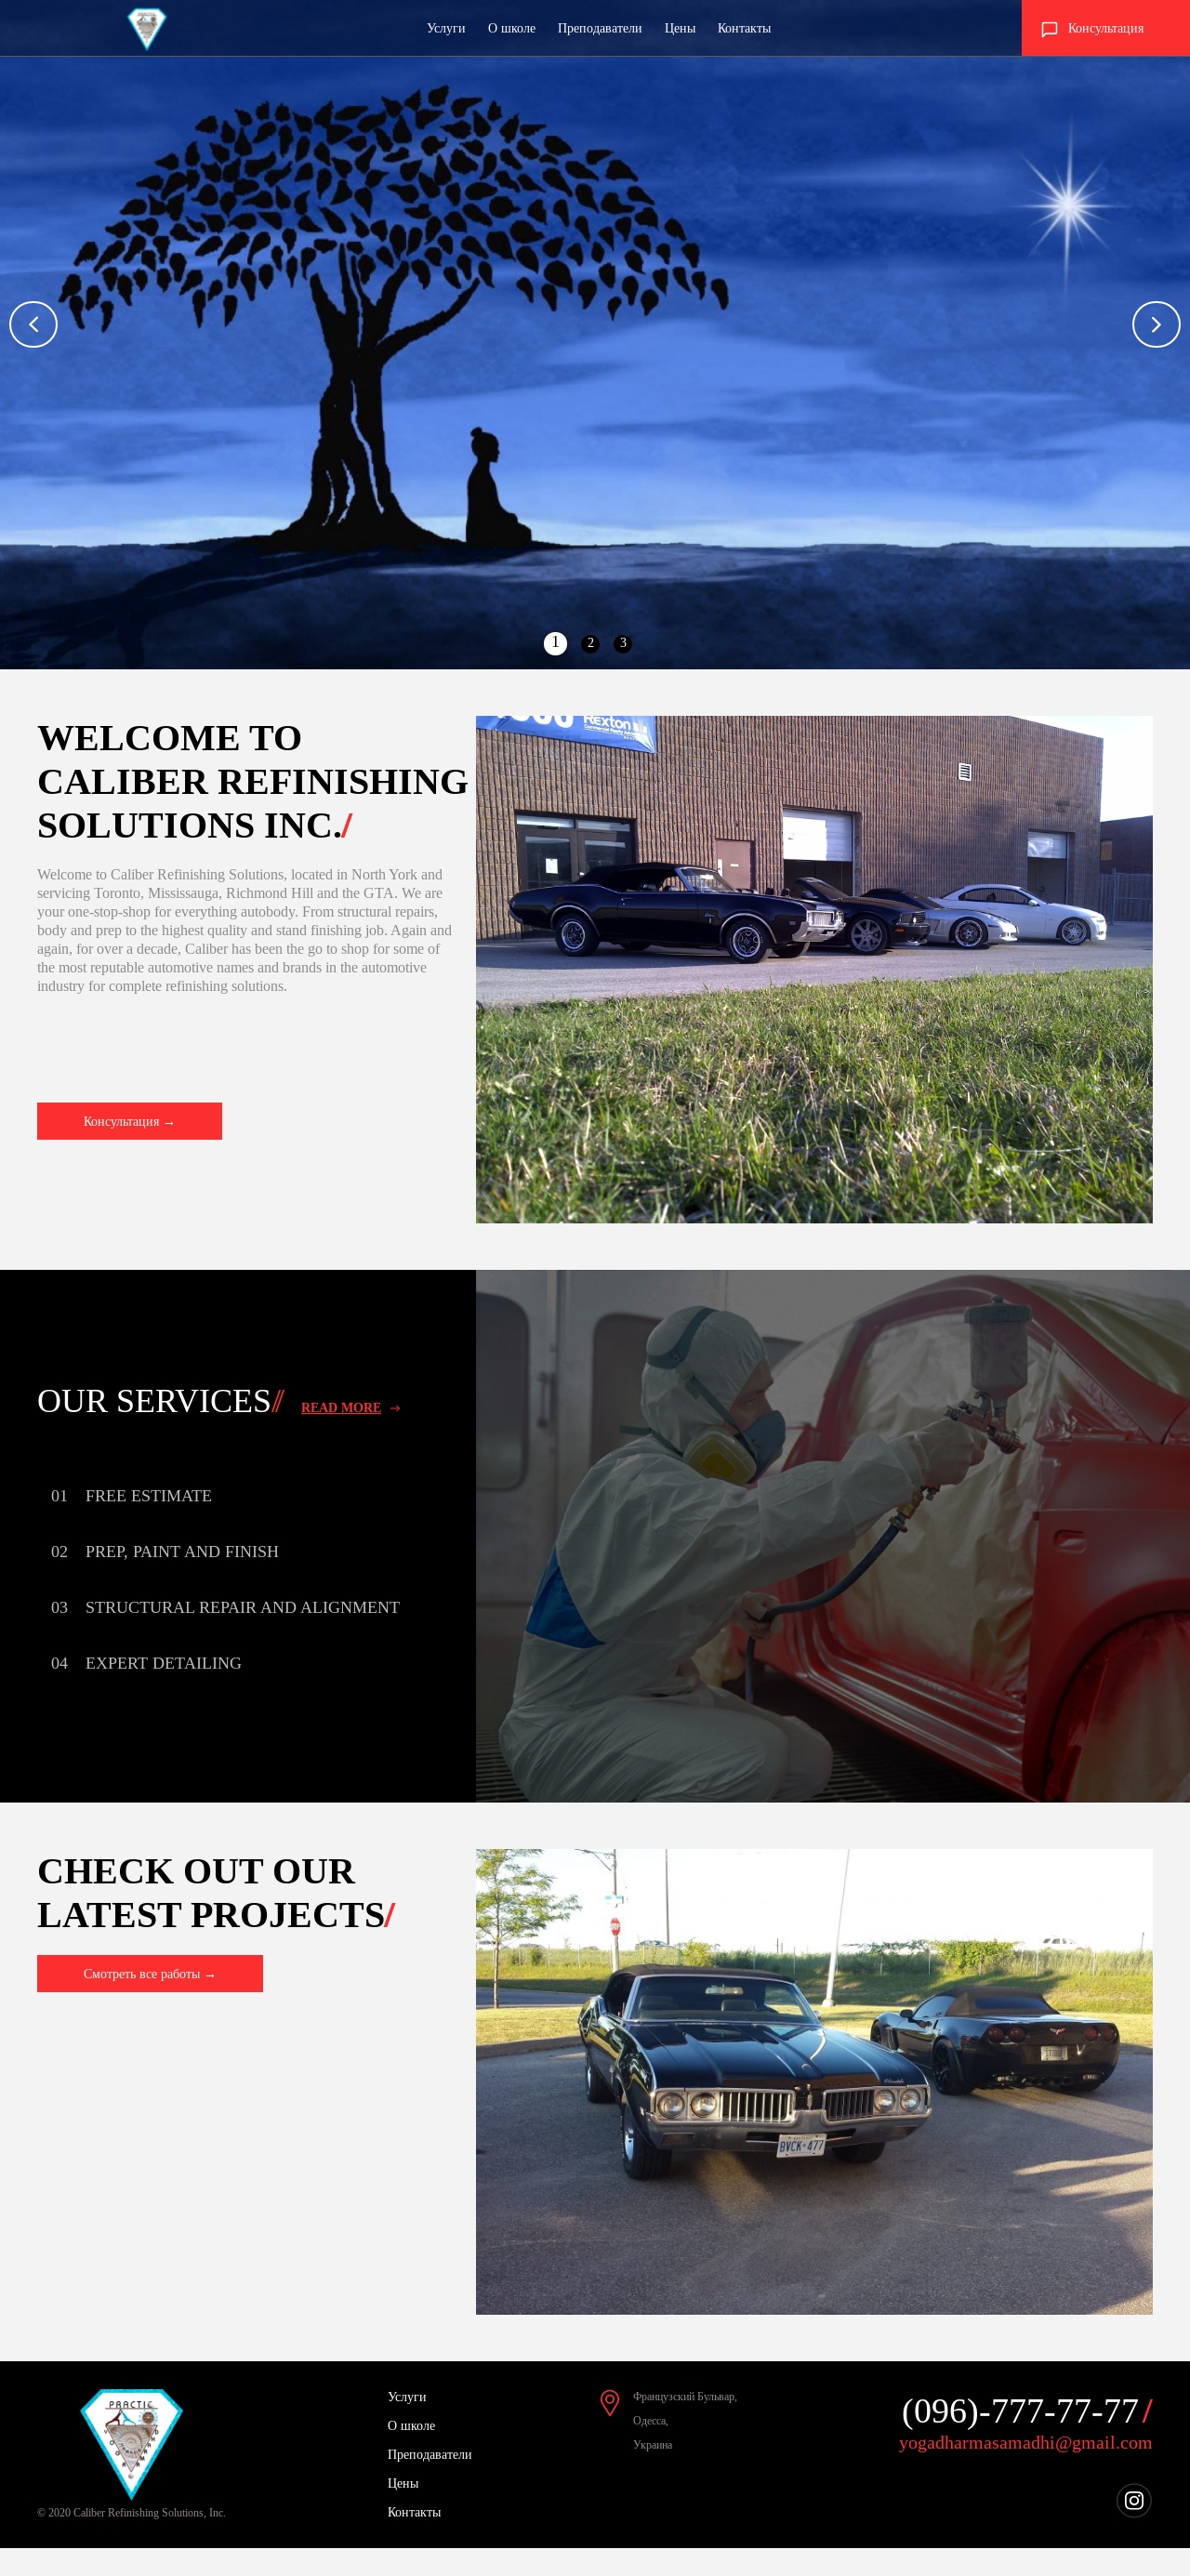 Услуги О школе Преподаватели Цены Контакты Консультация
1 2 3
WELCOME TO
CALIBER REFINISHING
SOLUTIONS INC./
Welcome to Caliber Refinishing Solutions, located in North York and
servicing Toronto, Mississauga, Richmond Hill and the GTA. We are
your one-stop-shop for everything autobody. From structural repairs,
body and prep to the highest quality and stand finishing job. Again and
again, for over a decade, Caliber has been the go to shop for some of
the most reputable automotive names and brands in the automotive
industry for complete refinishing solutions.
Консультация →
Rexton
OUR SERVICES// READ MORE →
01 FREE ESTIMATE
02 PREP, PAINT AND FINISH
03 STRUCTURAL REPAIR AND ALIGNMENT
04 EXPERT DETAILING
CHECK OUT OUR
LATEST PROJECTS/
Смотреть все работы →
BVCK·477
PRACTIC
© 2020 Caliber Refinishing Solutions, Inc.
Услуги
О школе
Преподаватели
Цены
Контакты
Французский Бульвар,
Одесса,
Украина
(096)-777-77-77/
yogadharmasamadhi@gmail.com